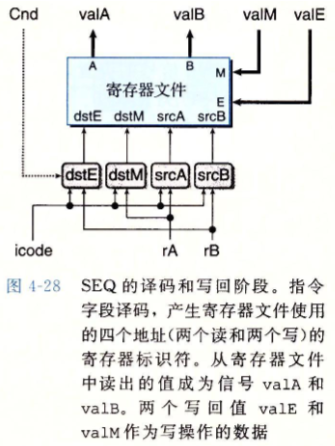 Cnd valA valB valM valE
A B M
寄存器文件
E
dstE dstM srcA srcB
dstE dstM srcA srcB
icode rA rB
图 4-28 SEQ 的译码和写回阶段。指令
字段译码，产生寄存器文件使用
的四个地址(两个读和两个写)的
寄存器标识符。从寄存器文件
中读出的值成为信号 valA 和
valB。两个写回值 valE 和
valM作为写操作的数据